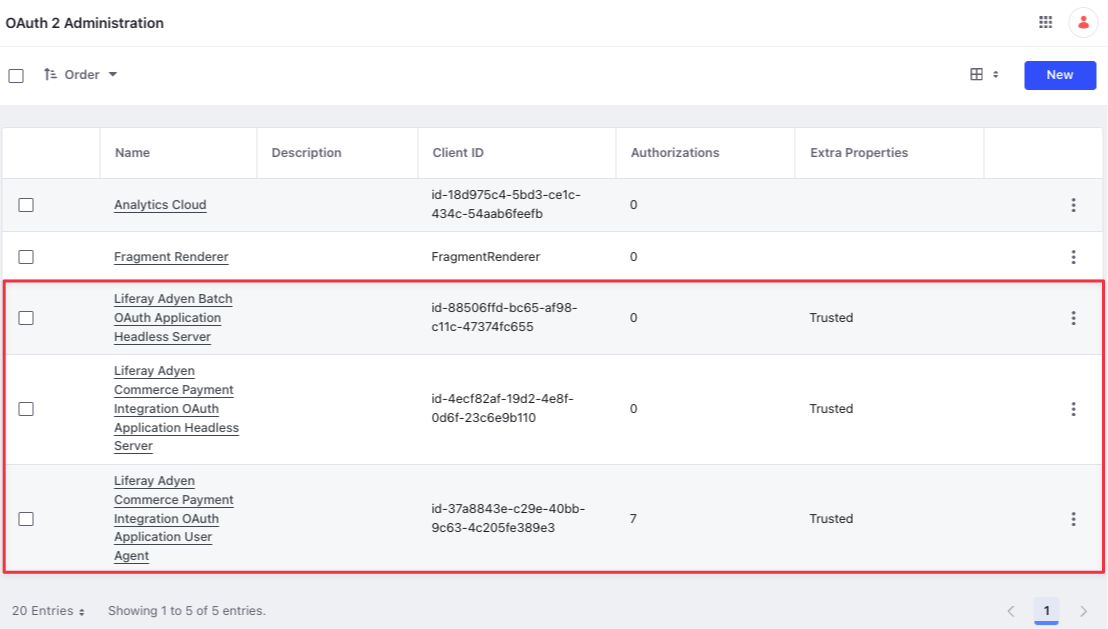 OAuth 2 Administration
Order
New
Name
Description
Client ID
Authorizations
Extra Properties
Analytics Cloud
id-18d975c4-5bd3-ce1c-
434c-54aab6feefb
0
Fragment Renderer
FragmentRenderer
0
Liferay Adyen Batch
OAuth Application
Headless Server
id-88506ffd-bc65-af98-
c11c-47374fc655
0
Trusted
Liferay Adyen
Commerce Payment
Integration OAuth
Application Headless
Server
id-4ecf82af-19d2-4e8f-
0d6f-23c6e9b110
0
Trusted
Liferay Adyen
Commerce Payment
Integration OAuth
Application User
Agent
id-37a8843e-c29e-40bb-
9c63-4c205fe389e3
7
Trusted
20 Entries
Showing 1 to 5 of 5 entries.
1